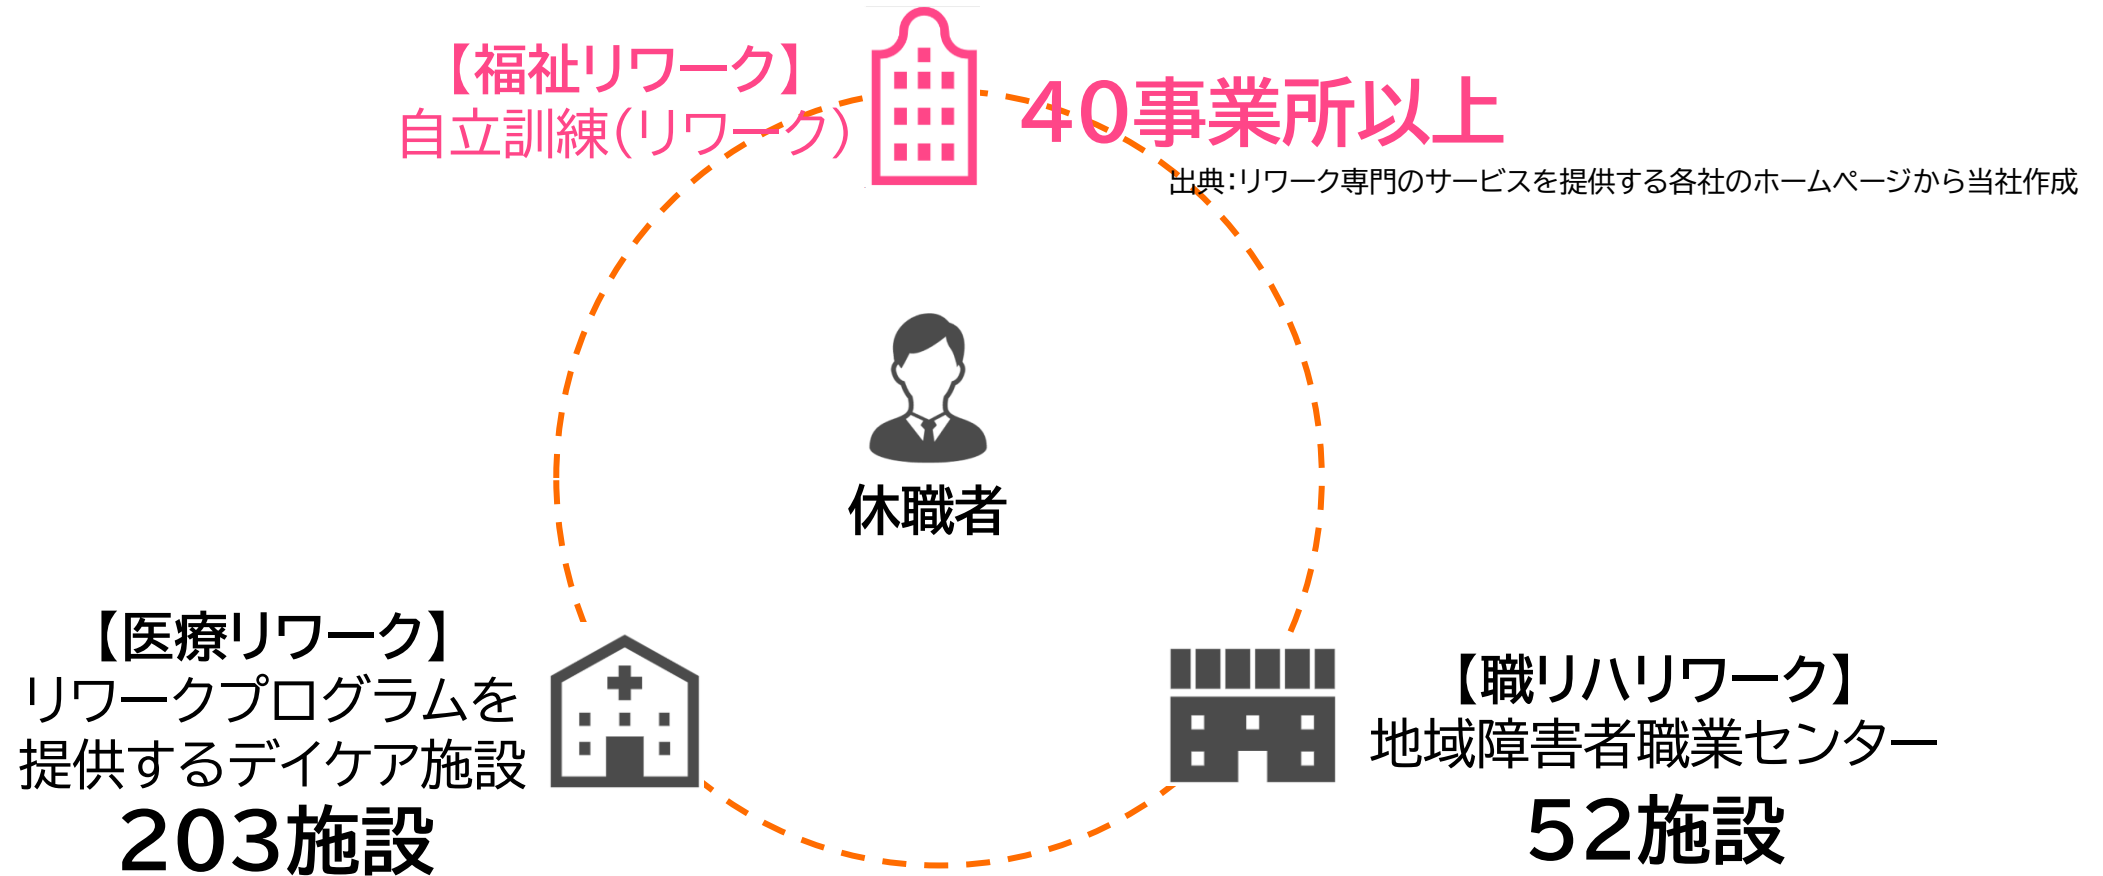 【福祉リワーク】
自立訓練(リワーク)
40事業所以上
出典:リワーク専門のサービスを提供する各社のホームページから当社作成
休職者
【医療リワーク】
リワークプログラムを
提供するデイケア施設
203施設
【職リハリワーク】
地域障害者職業センター
52施設